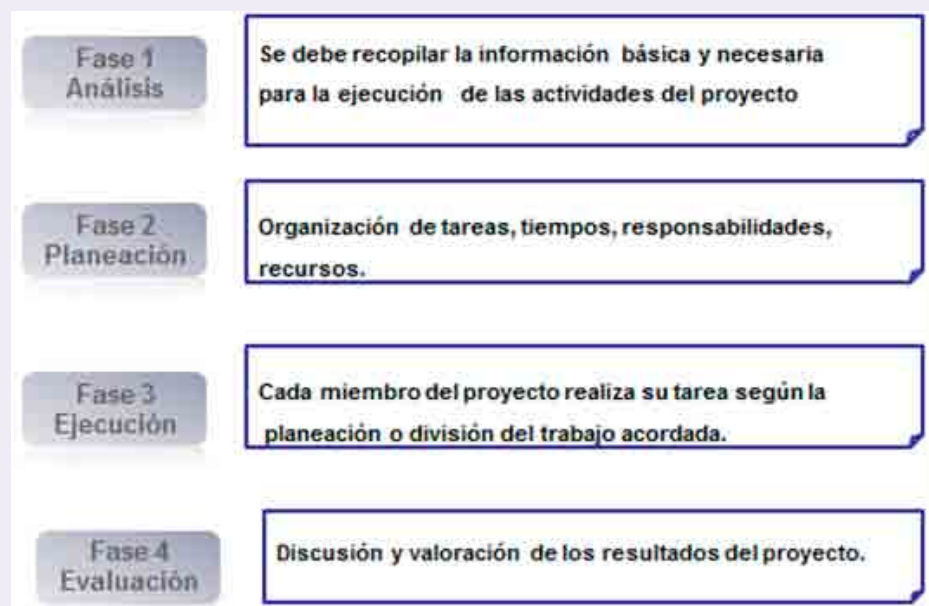 Fase 1
Análisis
Se debe recopilar la información básica y necesaria
para la ejecución de las actividades del proyecto
Fase 2
Planeación
Organización de tareas, tiempos, responsabilidades,
recursos.
Fase 3
Ejecución
Cada miembro del proyecto realiza su tarea según la
planeación o división del trabajo acordada.
Fase 4
Evaluación
Discusión y valoración de los resultados del proyecto.